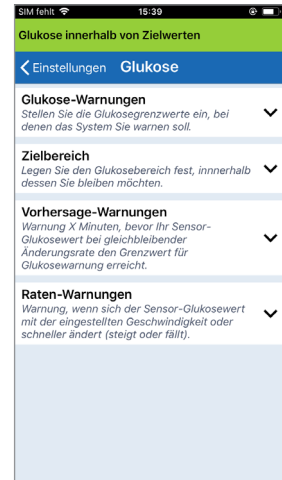 SIM fehlt 15:39
Glukose innerhalb von Zielwerten
Einstellungen Glukose
Glukose-Warnungen
Stellen Sie die Glukosegrenzwerte ein, bei
denen das System Sie warnen soll.
Zielbereich
Legen Sie den Glukosebereich fest, innnerhalb
dessen Sie bleiben möchten.
Vorhersage-Warnungen
Warnung X Minuten, bevor Ihr Sensor-
Glukosewert bei gleichbleibender
Änderungsrate den Grenzwert für
Glukosewarnung erreicht.
Raten-Warnungen
Warnung, wenn sich der Sensor-Glukosewert
mit der eingestellten Geschwindigkeit oder
schneller ändert (steigt oder fällt).